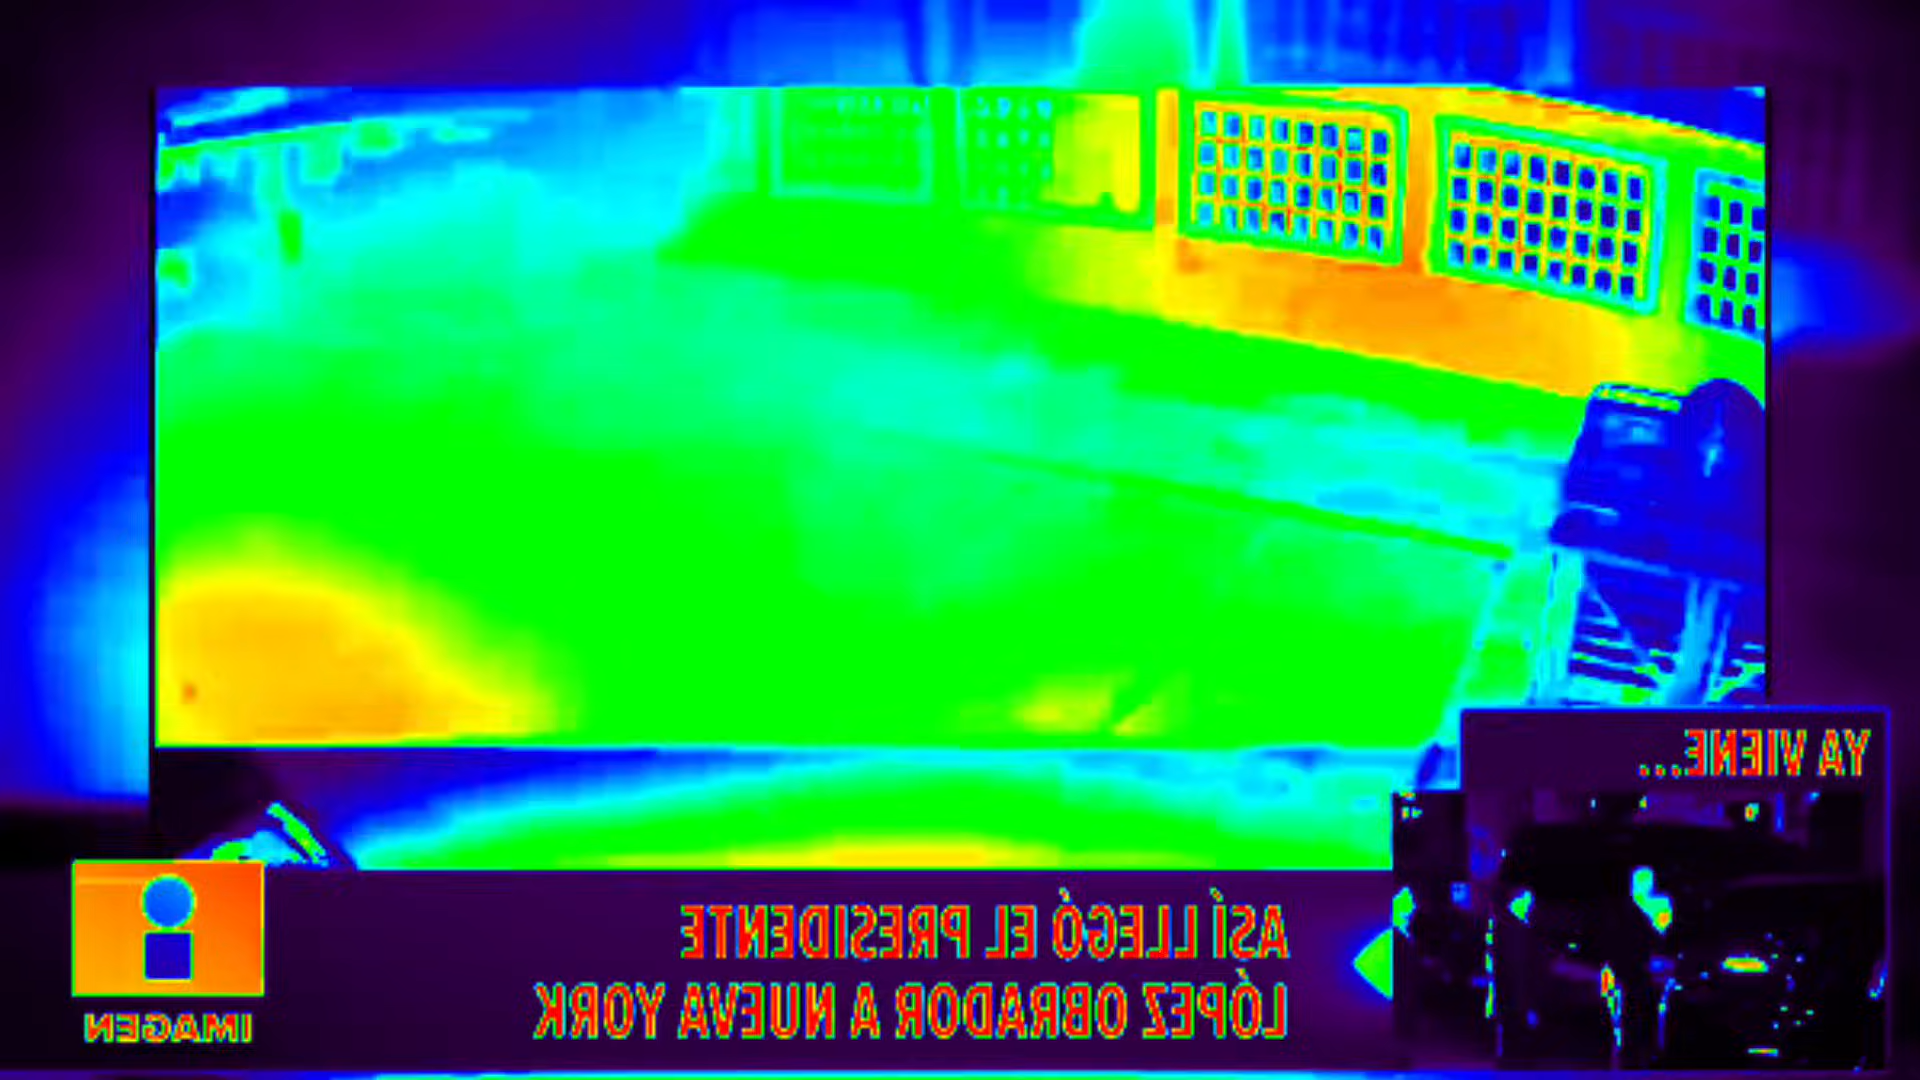 YA VIENE...
ASÍ LLEGÓ EL PRESIDENTE
LÓPEZ OBRADOR A NUEVA YORK
IMAGEN